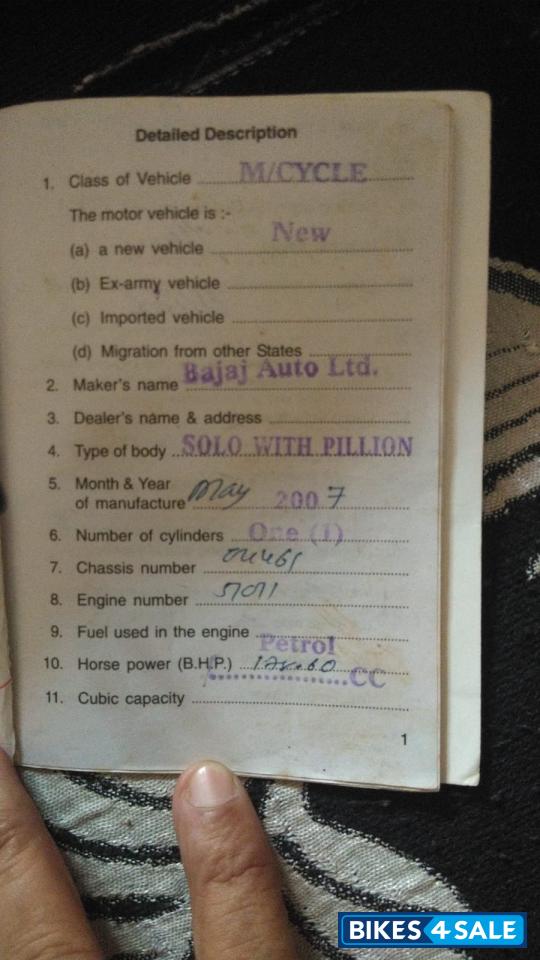 Detailed Description
1. Class of Vehicle M/CYCLE
The motor vehicle is :-
(a) a new vehicle New
(b) Ex-army vehicle
(c) Imported vehicle
(d) Migration from other States
2. Maker's name Bajaj Auto Ltd.
3. Dealer's name & address
4. Type of body SOLO WITH PILLION
5. Month & Year
of manufacture May 2007
6. Number of cylinders One (1)
7. Chassis number
8. Engine number
9. Fuel used in the engine Petrol
10. Horse power (B.H.P.)
CC
11. Cubic capacity
1
BIKES4SALE